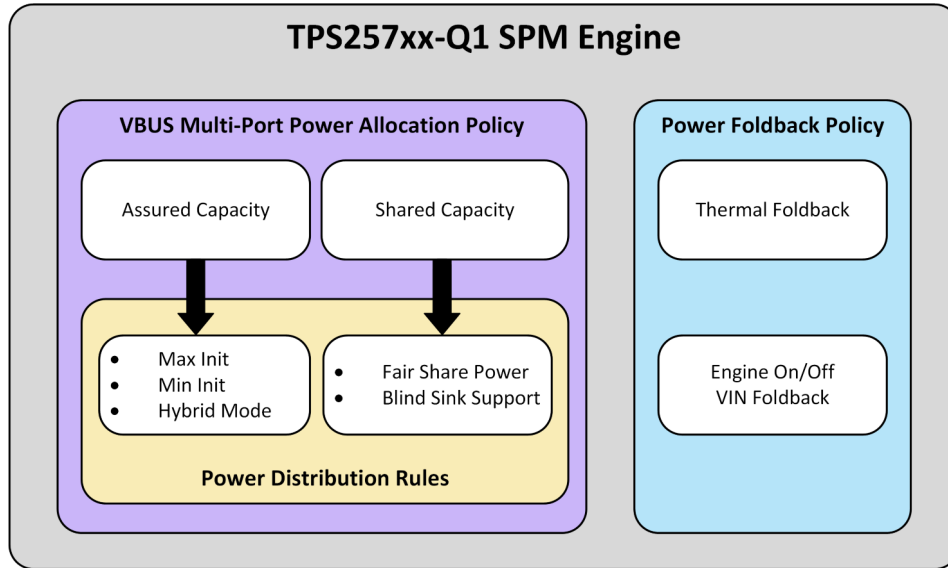 TPS257xx-Q1 SPM Engine
VBUS Multi-Port Power Allocation Policy
Assured Capacity
Shared Capacity
• Max Init
• Min Init
• Hybrid Mode
• Fair Share Power
• Blind Sink Support
Power Distribution Rules
Power Foldback Policy
Thermal Foldback
Engine On/Off
VIN Foldback